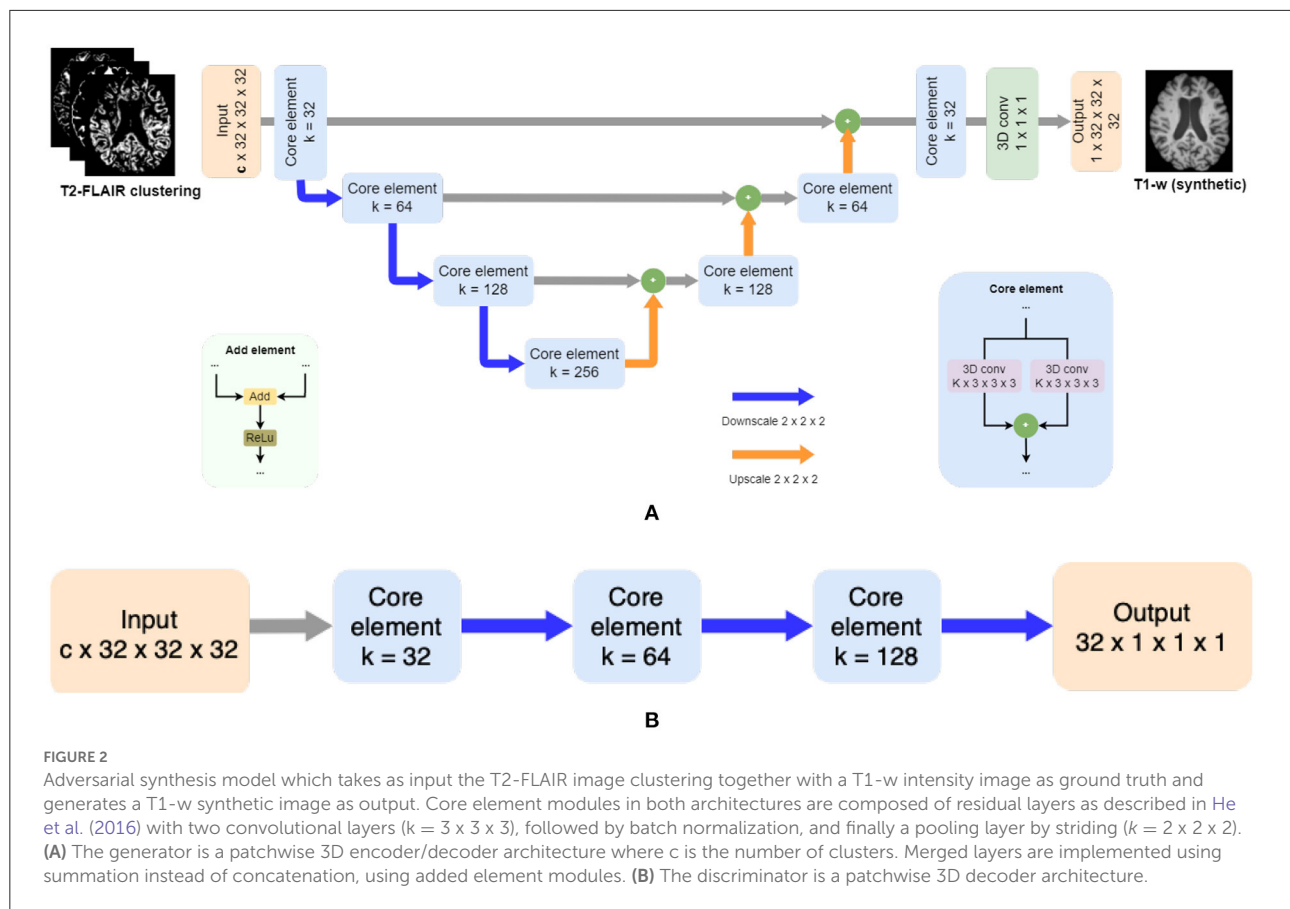 Input
c x 32 x 32 x 32
Core element
k = 32
T2-FLAIR clustering
Core element
k = 64
Core element
k = 128
Core element
k = 256
+
Core element
k = 128
+
Core element
k = 64
+
Core element
k = 32
3D conv
1 x 1 x 1
Output
1 x 32 x 32 x
32
T1-w (synthetic)
Add element
...
...
Add
ReLu
...
Downscale 2 x 2 x 2
Upscale 2 x 2 x 2
Core element
...
3D conv
K x 3 x 3 x 3
3D conv
K x 3 x 3 x 3
+
...
A
Input
c x 32 x 32 x 32
Core
element
k = 32
Core
element
k = 64
Core
element
k = 128
Output
32 x 1 x 1 x 1
B
FIGURE 2
Adversarial synthesis model which takes as input the T2-FLAIR image clustering together with a T1-w intensity image as ground truth and
generates a T1-w synthetic image as output. Core element modules in both architectures are composed of residual layers as described in He
et al. (2016) with two convolutional layers (k = 3 x 3 x 3), followed by batch normalization, and finally a pooling layer by striding (k = 2 x 2 x 2).
(A) The generator is a patchwise 3D encoder/decoder architecture where c is the number of clusters. Merged layers are implemented using
summation instead of concatenation, using added element modules. (B) The discriminator is a patchwise 3D decoder architecture.